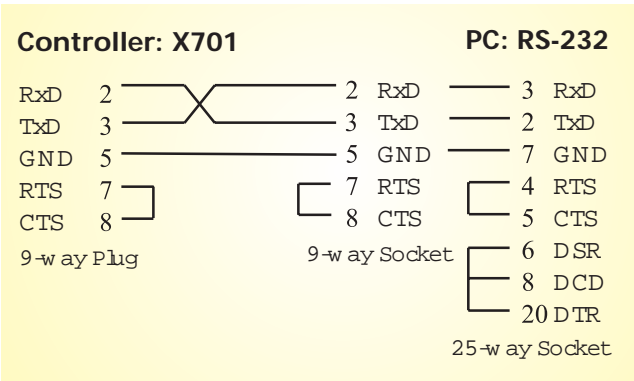 Controller: X701 PC: RS-232
RxD 2 2 RxD 3 RxD
TxD 3 3 TxD 2 TxD
GND 5 5 GND 7 GND
RTS 7 7 RTS 4 RTS
CTS 8 8 CTS 5 CTS
9-way Plug 9-way Socket 6 DSR
8 DCD
20 DTR
25-way Socket